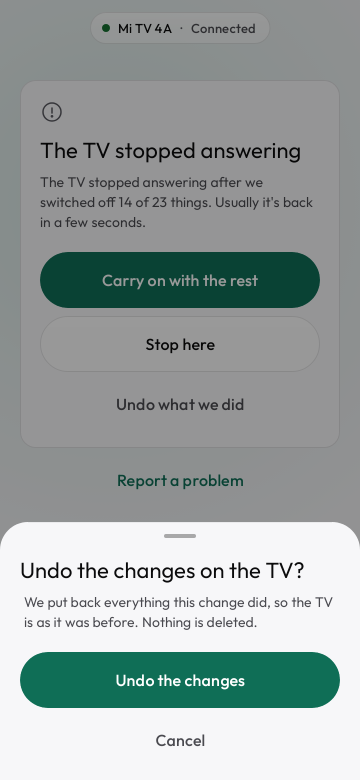 Mi TV 4A · Connected
The TV stopped answering
The TV stopped answering after we
switched off 14 of 23 things. Usually it's back
in a few seconds.
Carry on with the rest
Stop here
Undo what we did
Report a problem
Undo the changes on the TV?
We put back everything this change did, so the TV
is as it was before. Nothing is deleted.
Undo the changes
Cancel